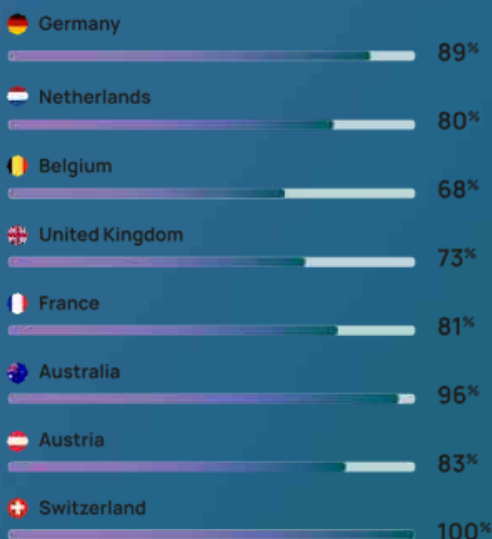 Germany
89%
Netherlands
80%
Belgium
68%
United Kingdom
73%
France
81%
Australia
96%
Austria
83%
Switzerland
100%